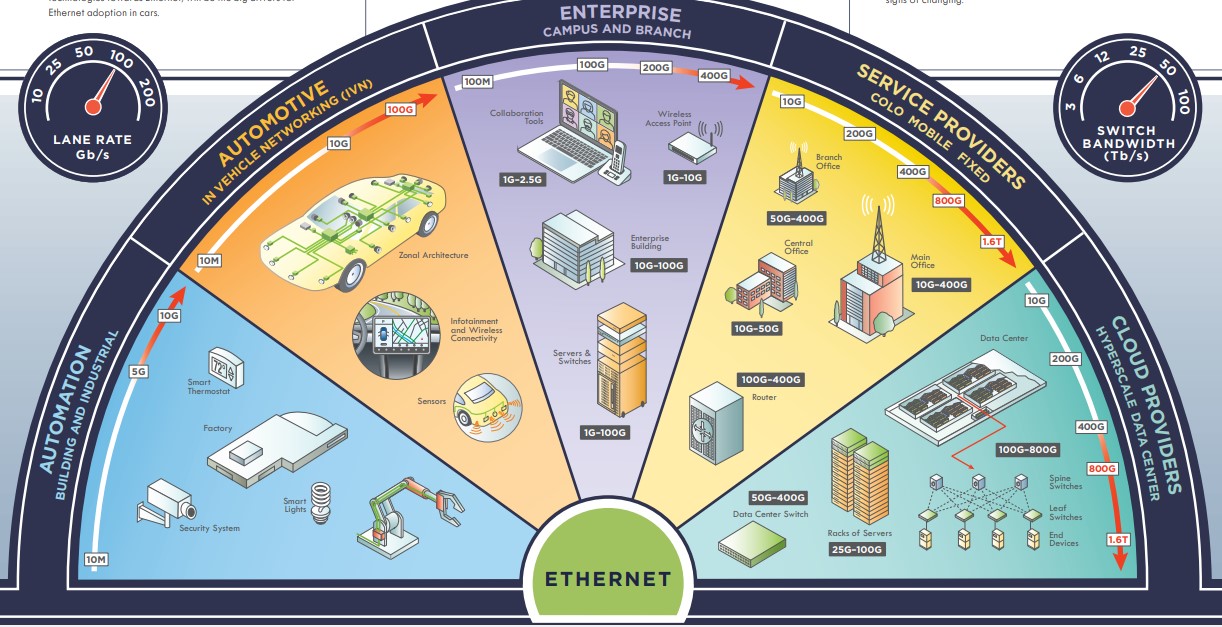 Ethernet adoption in cars.
signs of changing.
10
25
50
100
200
LANE RATE
Gb/s
3
6
12
25
50
100
SWITCH
BANDWIDTH
(Tb/s)
AUTOMATION
BUILDING AND INDUSTRIAL
10M
5G
10G
Smart
Thermostat
72°
Factory
Smart
Lights
Security System
AUTOMOTIVE
IN VEHICLE NETWORKING (IVN)
10M
10G
100G
Zonal Architecture
Infotainment
and Wireless
Connectivity
Sensors
ENTERPRISE
CAMPUS AND BRANCH
100M
100G
200G
400G
Collaboration
Tools
1G–2.5G
Wireless
Access Point
1G–10G
Enterprise
Building
10G–100G
Servers &
Switches
1G–100G
SERVICE PROVIDERS
COLO MOBILE FIXED
10G
200G
400G
800G
1.6T
Branch
Office
50G–400G
Central
Office
10G–50G
Main
Office
10G–400G
100G–400G
Router
CLOUD PROVIDERS
HYPERSCALE DATA CENTER
10G
200G
400G
800G
1.6T
Data Center
100G–800G
Spine
Switches
Leaf
Switches
End
Devices
50G–400G
Data Center Switch
Racks of Servers
25G–100G
ETHERNET